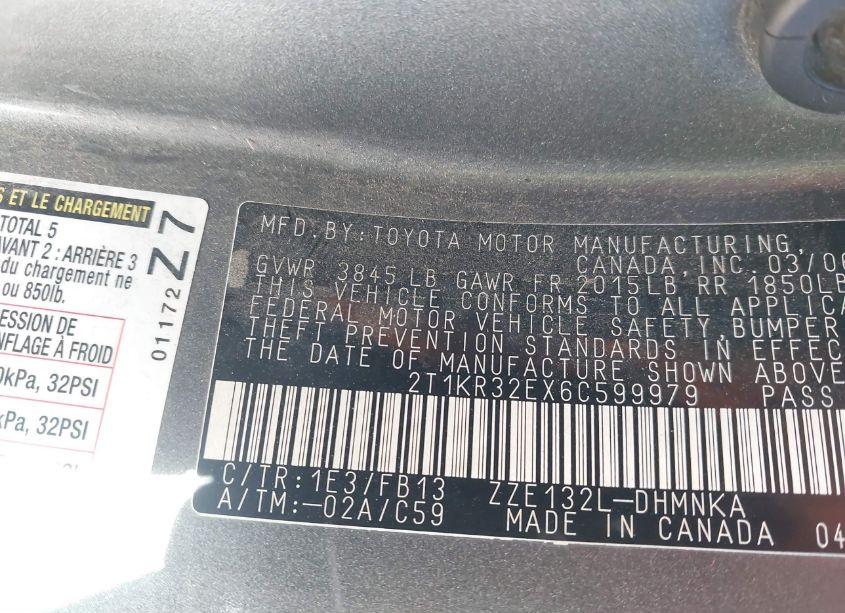 S ET LE CHARGEMENT
TOTAL 5
AVANT 2 : ARRIÈRE 3
du chargement ne
ou 850lb.
ESSION DE
NFLAGE À FROID
0kPa, 32PSI
kPa, 32PSI
01172
Z 7
MFD.BY:TOYOTA MOTOR MANUFACTURING,
CANADA,INC.03/06
GVWR 3845 LB GAWR FR 2015LB RR 1850LB
THIS VEHICLE CONFORMS TO ALL APPLICA
FEDERAL MOTOR VEHICLE SAFETY,BUMPER
THEFT PREVENTION STANDARDS IN EFFEC
THE DATE OF MANUFACTURE SHOWN ABOVE
2T1KR32EX6C599979 PASS
C/TR:1E3/FB13 ZZE132L-DHMNKA
A/TM:-02A/C59 MADE IN CANADA 04